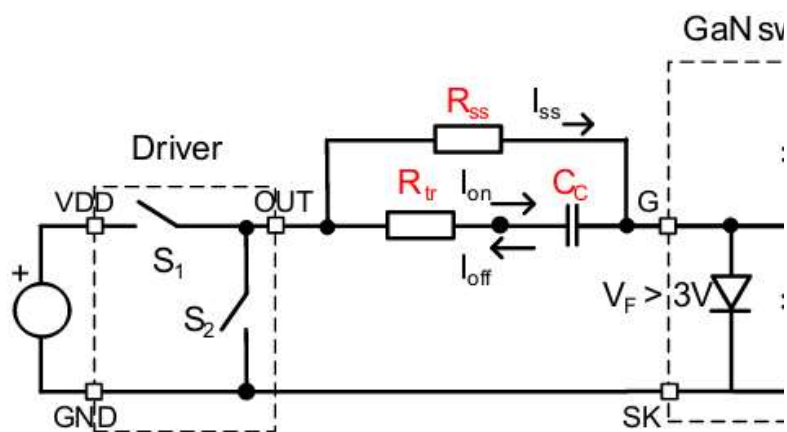 GaN sw
Rss
Iss
Driver
Rtr
Ion
Cc
VDD
OUT
G
S1
Ioff
S2
VF > 3V
+
GND
SK